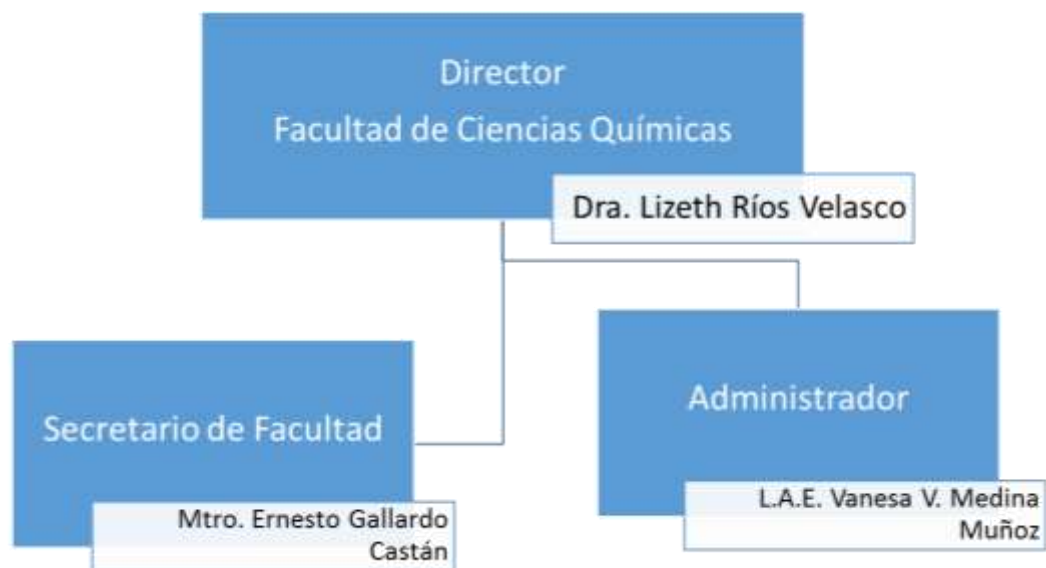 Director
Facultad de Ciencias Químicas
Dra. Lizeth Ríos Velasco
Secretario de Facultad
Mtro. Ernesto Gallardo
Castán
Administrador
L.A.E. Vanesa V. Medina
Muñoz